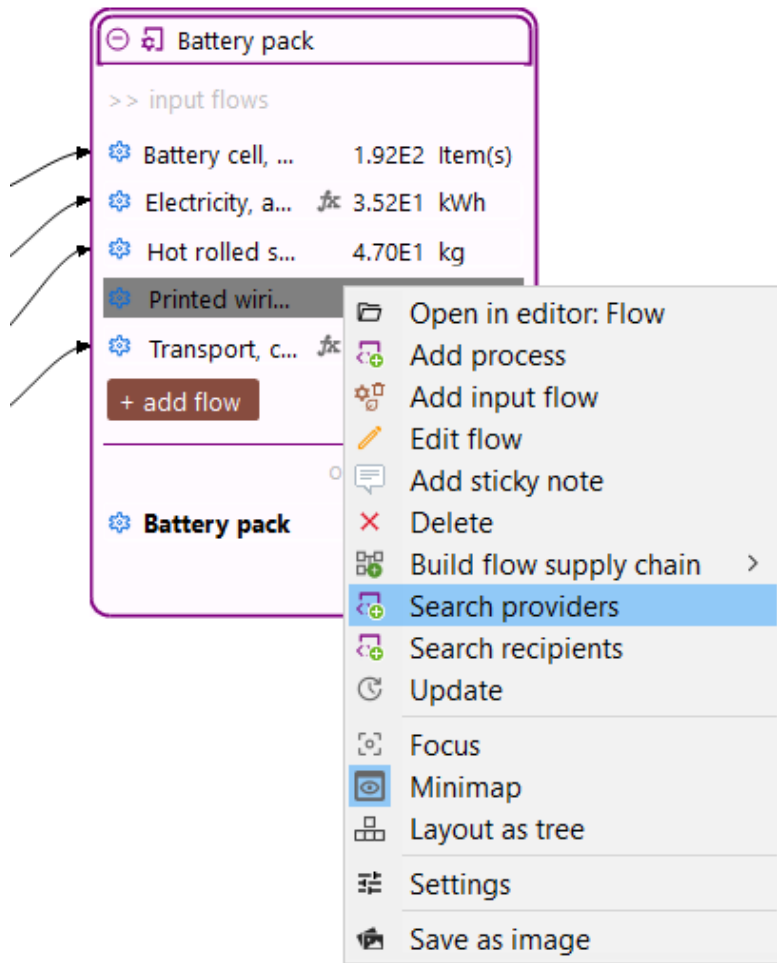 Battery pack
>> input flows
Battery cell, ... 1.92E2 Item(s)
Electricity, a... fx 3.52E1 kWh
Hot rolled s... 4.70E1 kg
Printed wiri...
Transport, c... fx
+ add flow
o
Battery pack
Open in editor: Flow
Add process
Add input flow
Edit flow
Add sticky note
Delete
Build flow supply chain >
Search providers
Search recipients
Update
Focus
Minimap
Layout as tree
Settings
Save as image